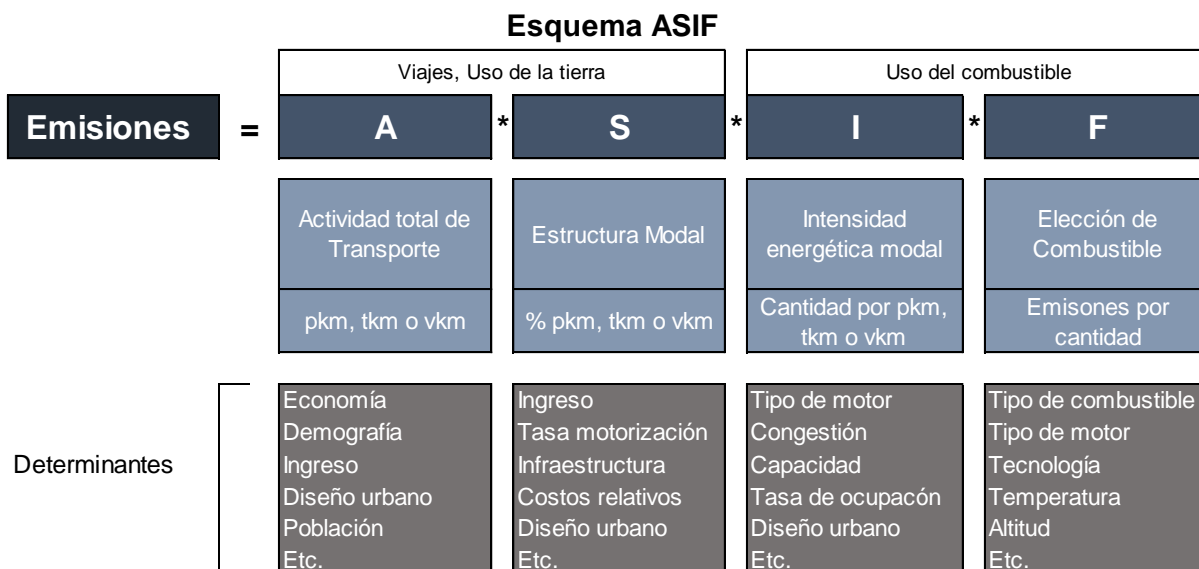 Esquema ASIF
Viajes, Uso de la tierra
Uso del combustible
Emisiones = A * S * I * F
Actividad total de
Transporte
Estructura Modal
Intensidad
energética modal
Elección de
Combustible
pkm, tkm o vkm
% pkm, tkm o vkm
Cantidad por pkm,
tkm o vkm
Emisones por
cantidad
Determinantes
Economía
Demografía
Ingreso
Diseño urbano
Población
Etc.
Ingreso
Tasa motorización
Infraestructura
Costos relativos
Diseño urbano
Etc.
Tipo de motor
Congestión
Capacidad
Tasa de ocupacón
Diseño urbano
Etc.
Tipo de combustible
Tipo de motor
Tecnología
Temperatura
Altitud
Etc.